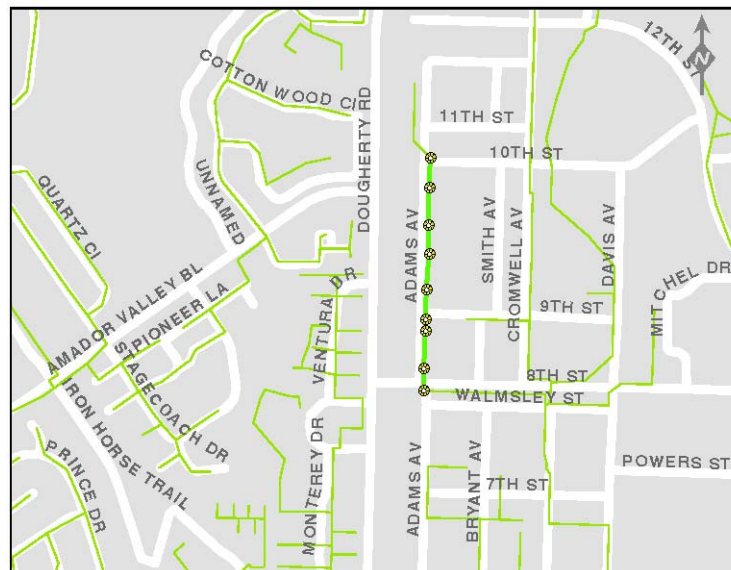 12TH ST
N
COTTON WOOD CI
11TH ST
DOUGHERTY RD
10TH ST
QUARTZ CI
UNNAMED
ADAMS AV
SMITH AV
CROMWELL AV
DAVIS AV
MITCHEL DR
AMADOR VALLEY BL
PIONEER LA
VENTURA DR
9TH ST
STAGECOACH DR
8TH ST
WALMSLEY ST
IRON HORSE TRAIL
PRINCE DR
MONTEREY DR
ADAMS AV
BRYANT AV
7TH ST
POWERS ST